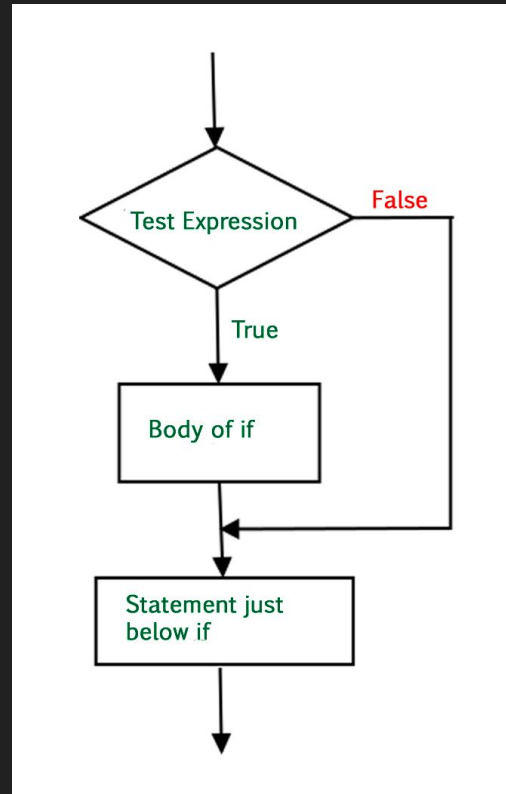 False
Test Expression
True
Body of if
Statement just
below if